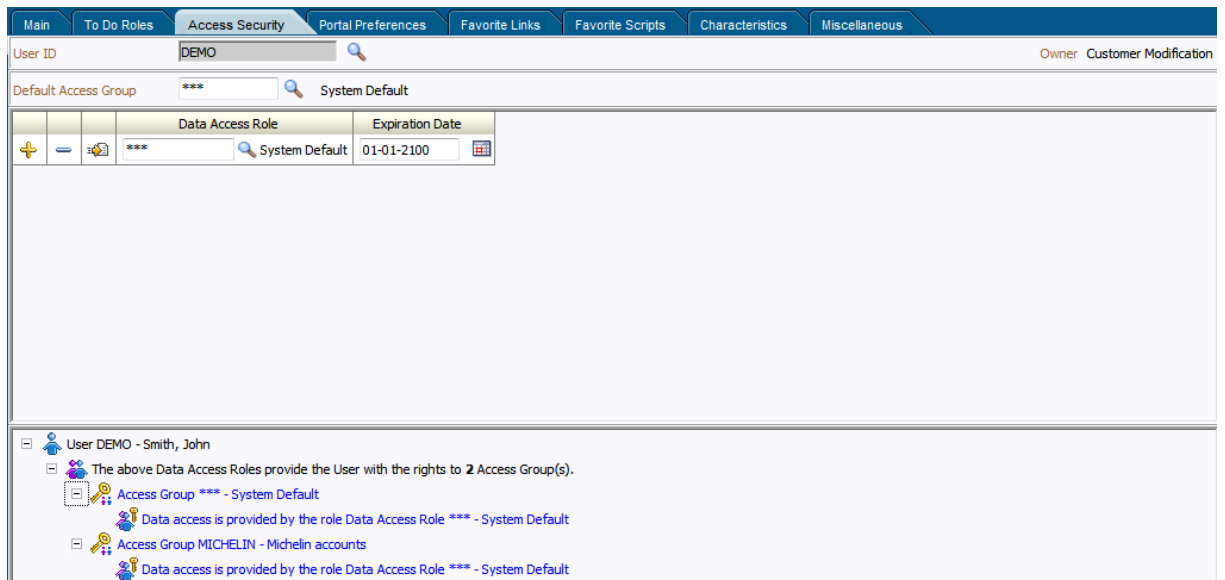 Main To Do Roles Access Security Portal Preferences Favorite Links Favorite Scripts Characteristics Miscellaneous
User ID DEMO Owner Customer Modification
Default Access Group *** System Default
Data Access Role Expiration Date
*** System Default 01-01-2100
User DEMO - Smith, John
The above Data Access Roles provide the User with the rights to 2 Access Group(s).
Access Group *** - System Default
Data access is provided by the role Data Access Role *** - System Default
Access Group MICHELIN - Michelin accounts
Data access is provided by the role Data Access Role *** - System Default